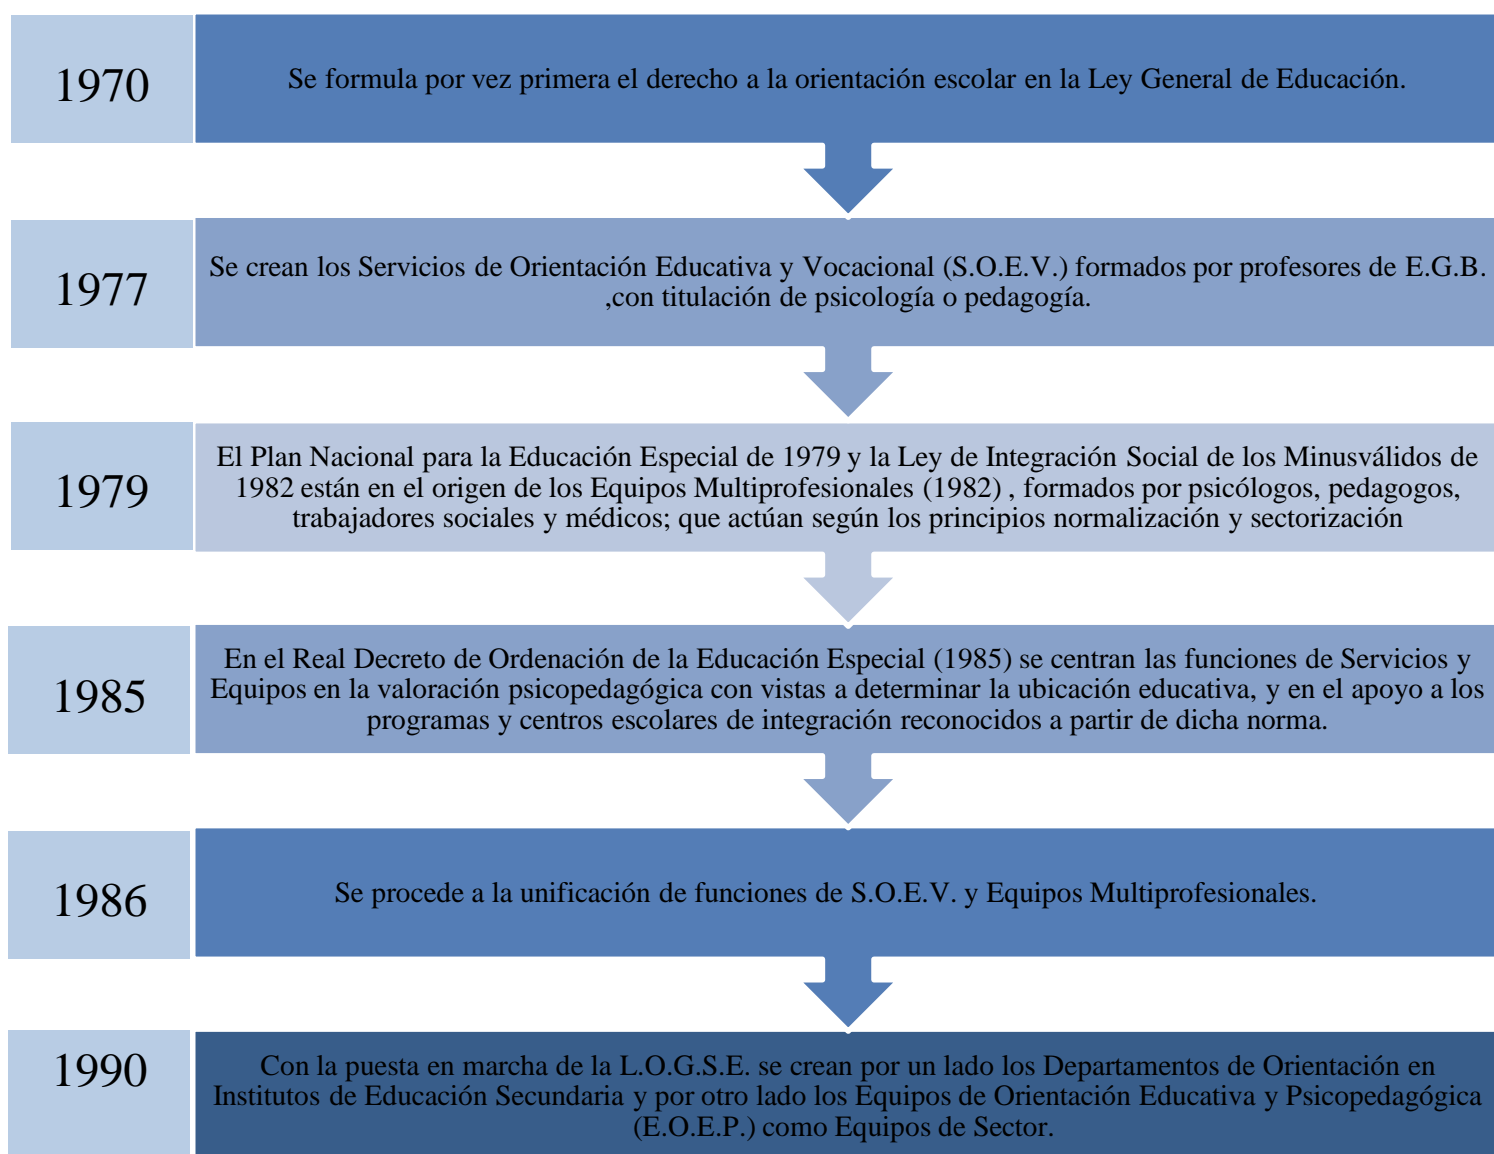 1970
Se formula por vez primera el derecho a la orientación escolar en la Ley General de Educación.
1977
Se crean los Servicios de Orientación Educativa y Vocacional (S.O.E.V.) formados por profesores de E.G.B.
,con titulación de psicología o pedagogía.
1979
El Plan Nacional para la Educación Especial de 1979 y la Ley de Integración Social de los Minusválidos de
1982 están en el origen de los Equipos Multiprofesionales (1982) , formados por psicólogos, pedagogos,
trabajadores sociales y médicos; que actúan según los principios normalización y sectorización
1985
En el Real Decreto de Ordenación de la Educación Especial (1985) se centran las funciones de Servicios y
Equipos en la valoración psicopedagógica con vistas a determinar la ubicación educativa, y en el apoyo a los
programas y centros escolares de integración reconocidos a partir de dicha norma.
1986
Se procede a la unificación de funciones de S.O.E.V. y Equipos Multiprofesionales.
1990
Con la puesta en marcha de la L.O.G.S.E. se crean por un lado los Departamentos de Orientación en
Institutos de Educación Secundaria y por otro lado los Equipos de Orientación Educativa y Psicopedagógica
(E.O.E.P.) como Equipos de Sector.